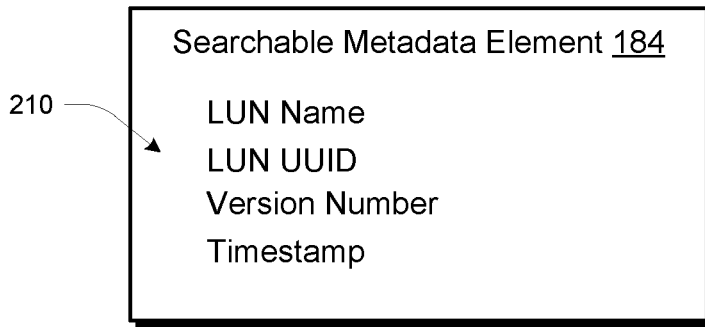 Searchable Metadata Element 184
210
LUN Name
LUN UUID
Version Number
Timestamp